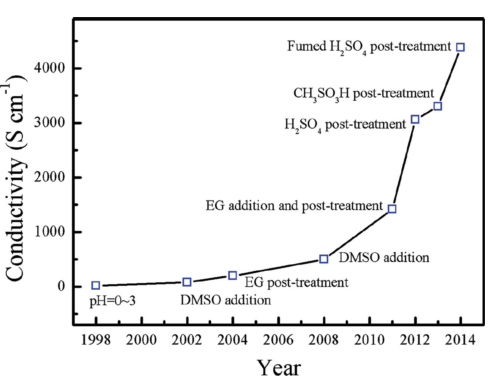 Fumed H₂SO₄ post-treatment
CH₃SO₃H post-treatment
H₂SO₄ post-treatment
EG addition and post-treatment
DMSO addition
EG post-treatment
pH=0~3
DMSO addition
Conductivity (S cm⁻¹)
4000
3000
2000
1000
0
1998 2000 2002 2004 2006 2008 2010 2012 2014
Year